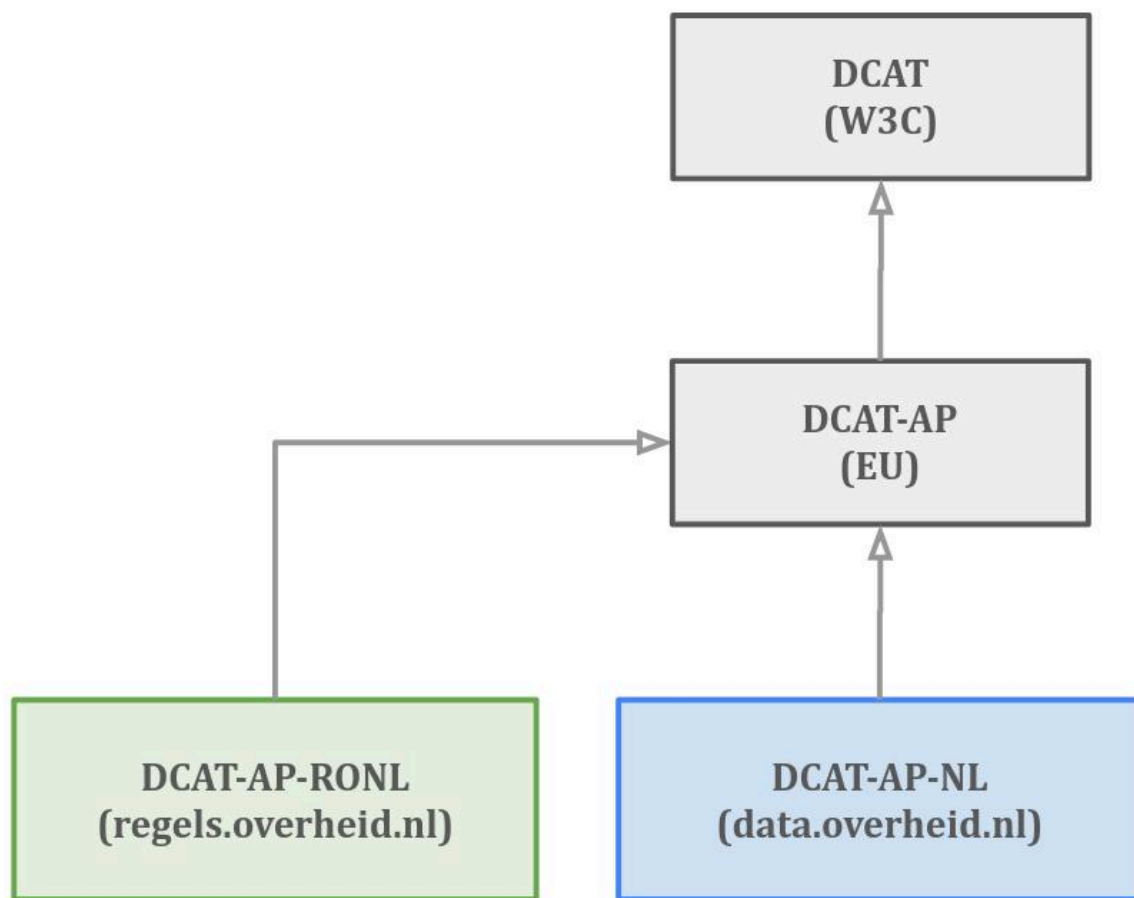 DCAT
(W3C)
DCAT-AP
(EU)
DCAT-AP-RONL
(regels.overheid.nl)
DCAT-AP-NL
(data.overheid.nl)